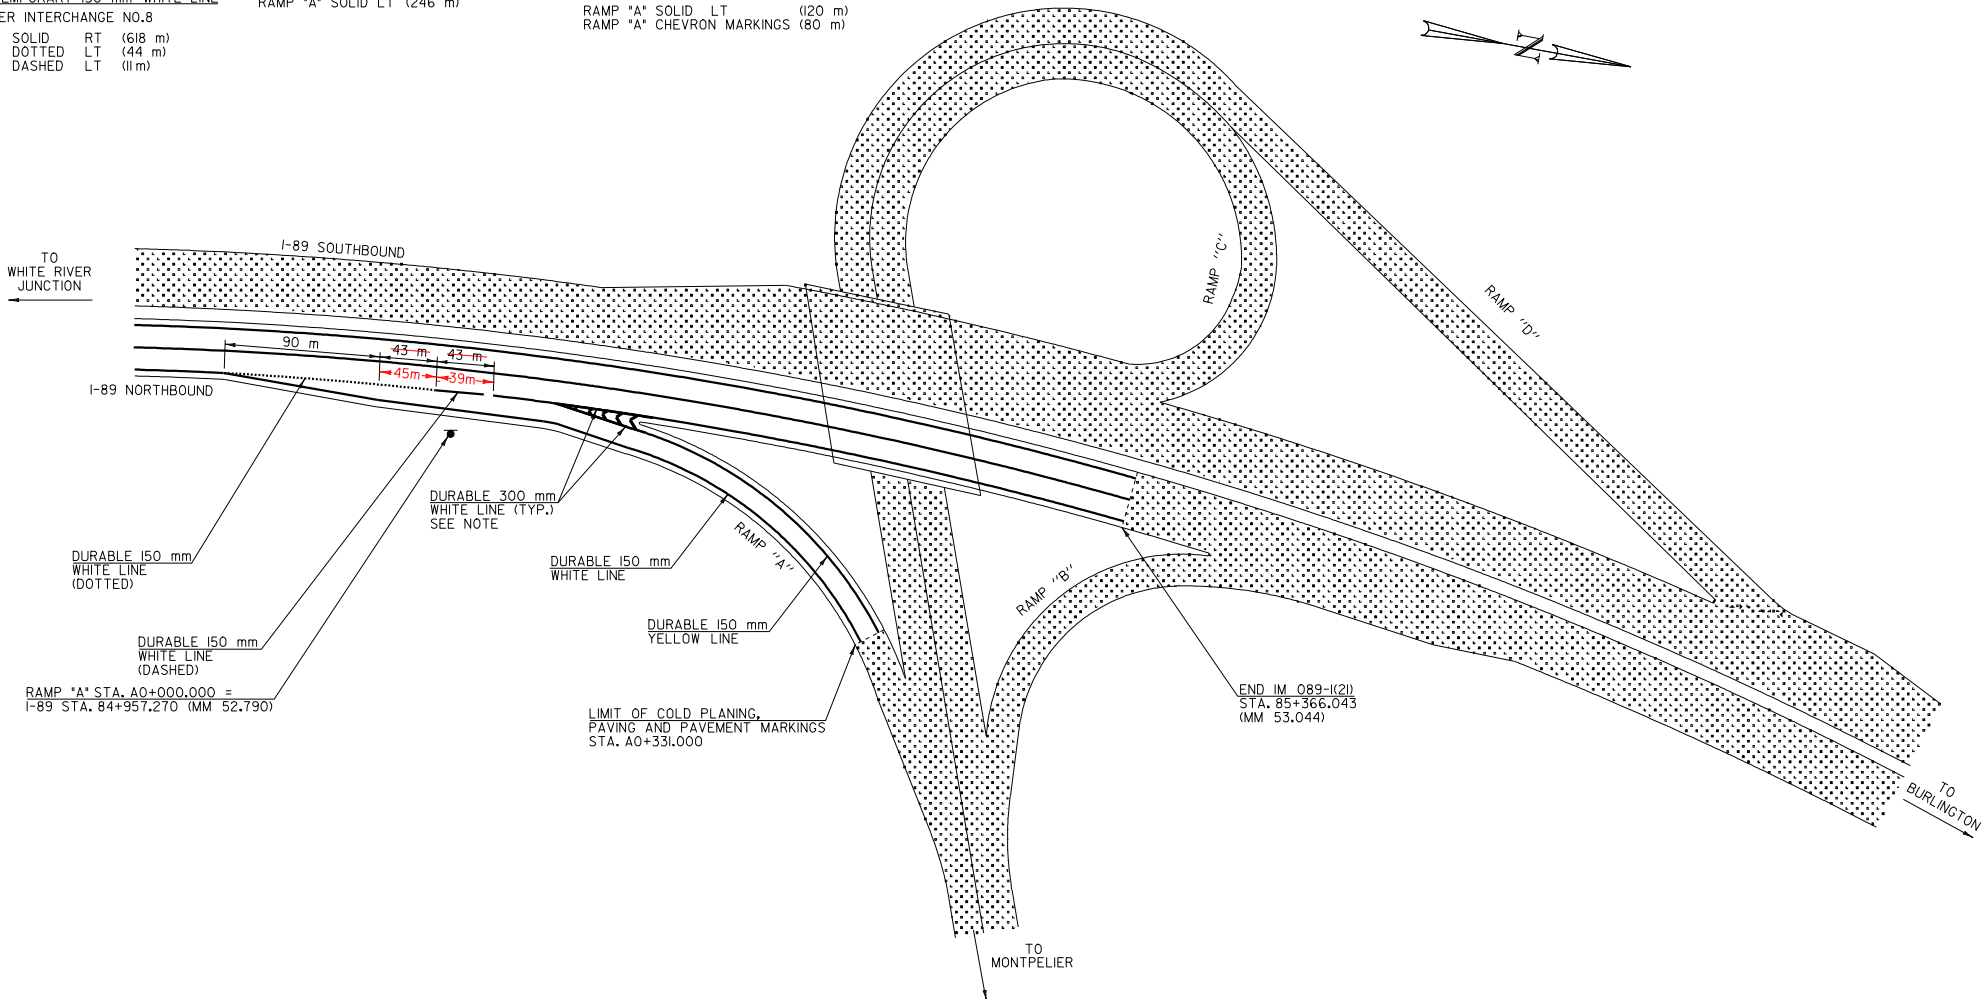 TEMPORARY 150 mm WHITE LINE
ER INTERCHANGE NO.8
SOLID RT (618 m)
DOTTED LT (44 m)
DASHED LT (11 m)
RAMP "A" SOLID LT (246 m)
RAMP "A" SOLID LT (120 m)
RAMP "A" CHEVRON MARKINGS (80 m)
N
TO
WHITE RIVER
JUNCTION
I-89 SOUTHBOUND
RAMP "C"
RAMP "D"
90 m
43 m
43 m
45m
39m
I-89 NORTHBOUND
DURABLE 300 mm
WHITE LINE (TYP.)
SEE NOTE
RAMP "A"
DURABLE 150 mm
WHITE LINE
(DOTTED)
DURABLE 150 mm
WHITE LINE
RAMP "B"
DURABLE 150 mm
YELLOW LINE
DURABLE 150 mm
WHITE LINE
(DASHED)
RAMP "A" STA. A0+000.000 =
I-89 STA. 84+957.270 (MM 52.790)
LIMIT OF COLD PLANING,
PAVING AND PAVEMENT MARKINGS
STA. A0+331.000
END IM 089-1(21)
STA. 85+366.043
(MM 53.044)
TO
BURLINGTON
TO
MONTPELIER